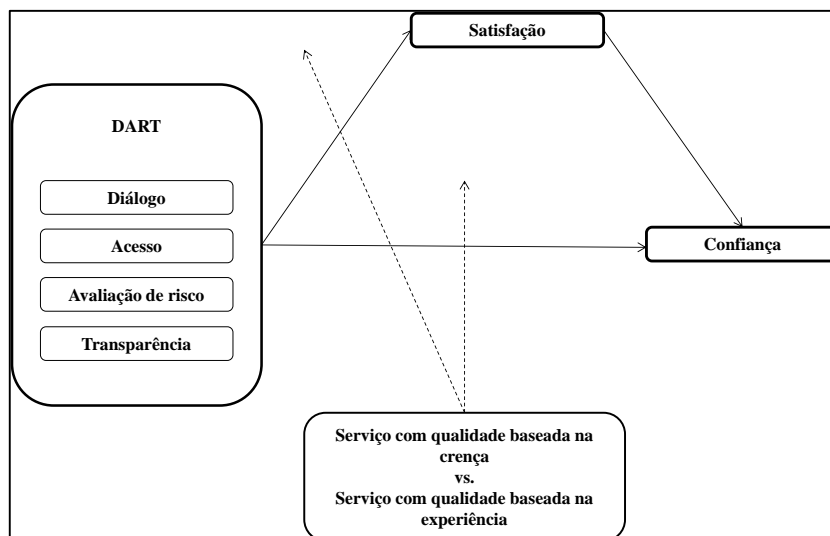 Satisfação
DART
Diálogo
Acesso
Avaliação de risco
Transparência
Confiança
Serviço com qualidade baseada na
crença
vs.
Serviço com qualidade baseada na
experiência